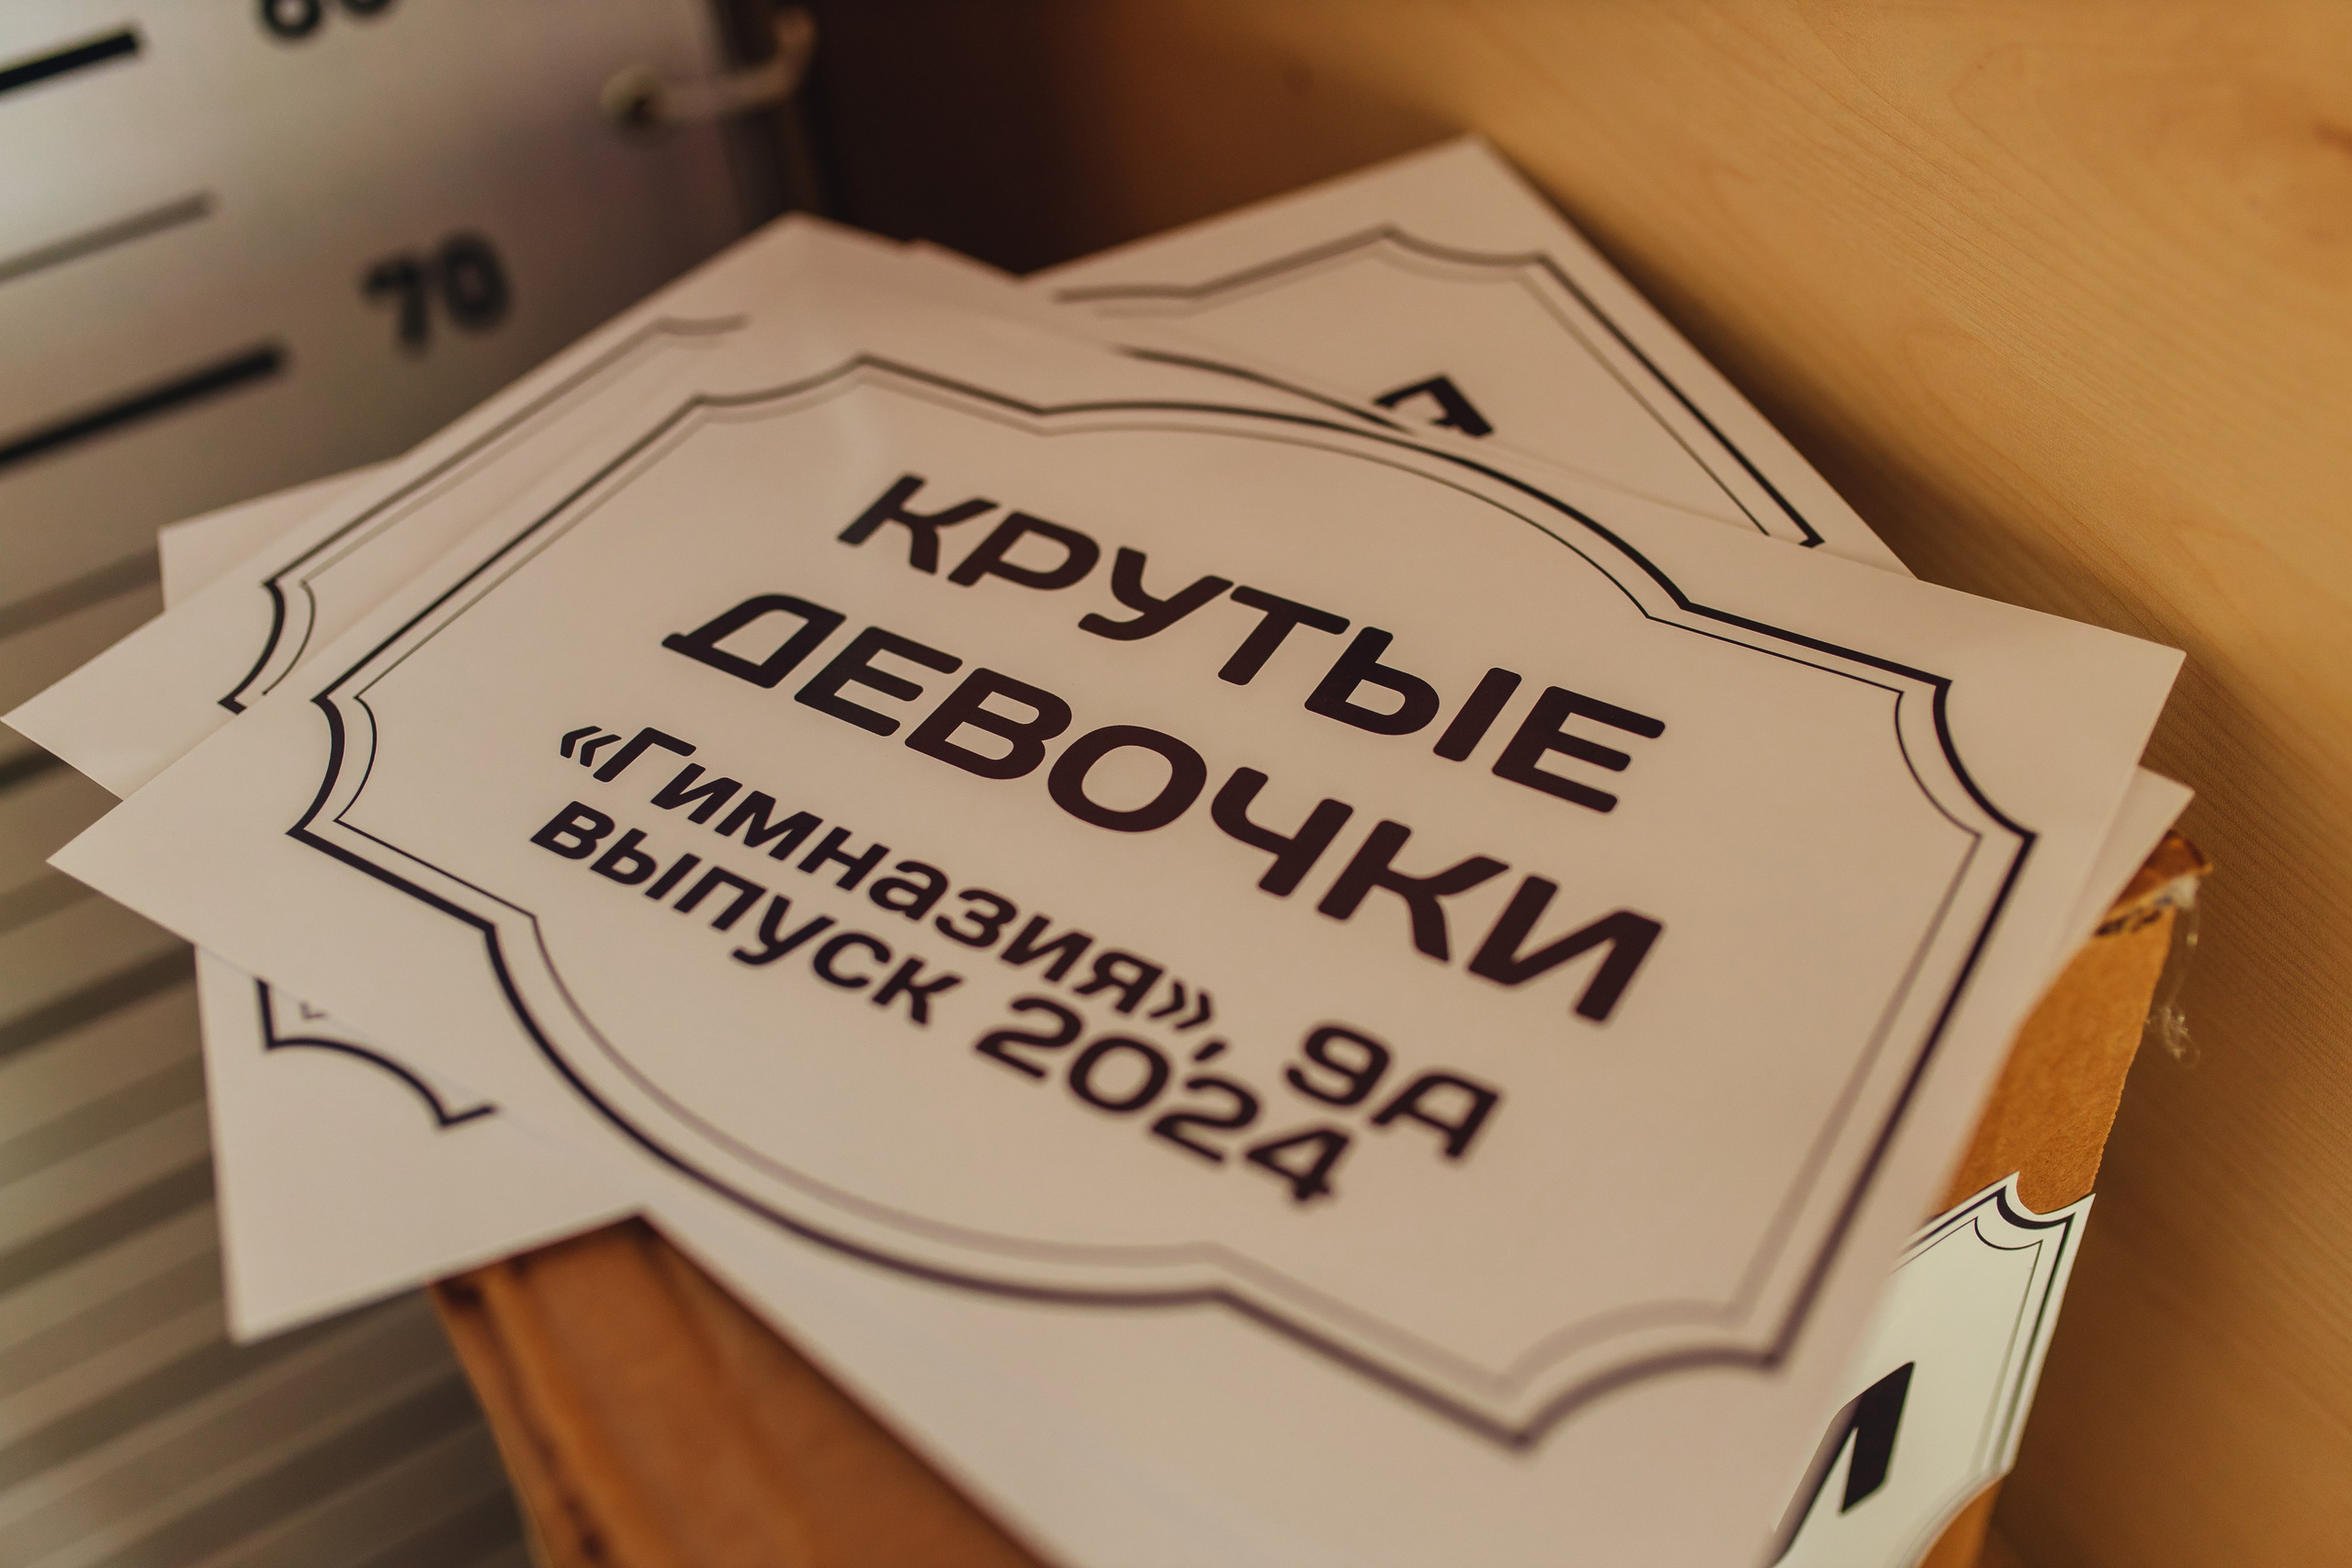 70
КРУТЫЕ
ДЕВОЧКИ
«Гимназия», 9А
выпуск 2024